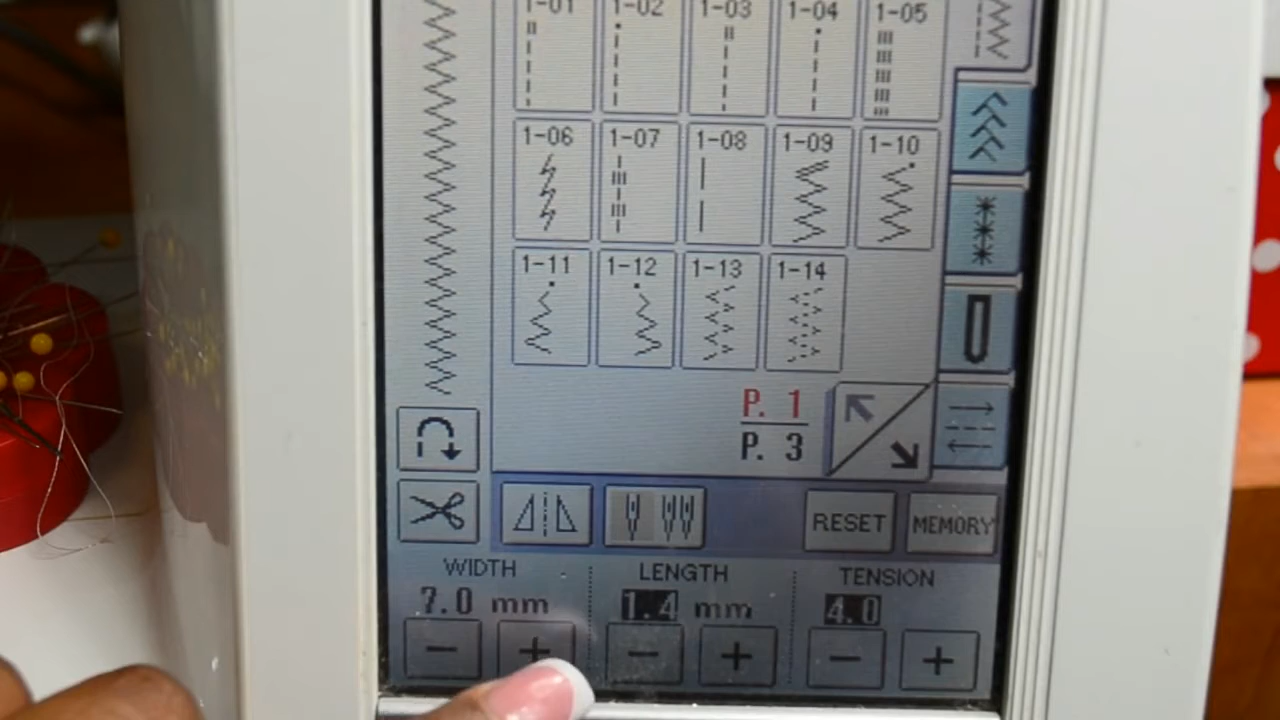 1-01 1-02 1-03 1-04 1-05
1-06 1-07 1-08 1-09 1-10
1-11 1-12 1-13 1-14
P. 1
P. 3
RESET MEMORY
WIDTH LENGTH TENSION
7.0 mm 1.4 mm 4.0
- + - + - +